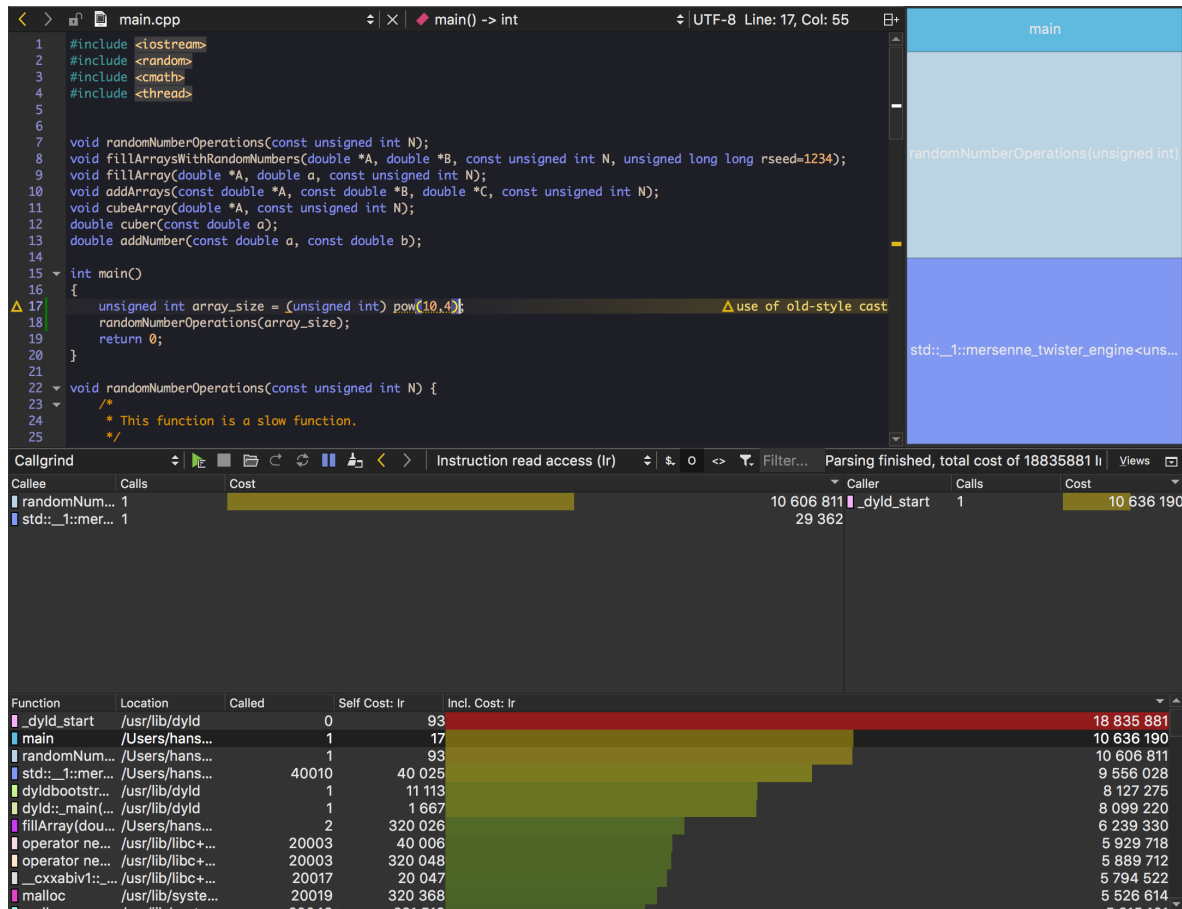 main.cpp main() -> int UTF-8 Line: 17, Col: 55
1 #include <iostream>
2 #include <random>
3 #include <cmath>
4 #include <thread>
5
6
7 void randomNumberOperations(const unsigned int N);
8 void fillArraysWithRandomNumbers(double *A, double *B, const unsigned int N, unsigned long long rseed=1234);
9 void fillArray(double *A, double a, const unsigned int N);
10 void addArrays(const double *A, const double *B, double *C, const unsigned int N);
11 void cubeArray(double *A, const unsigned int N);
12 double cuber(const double a);
13 double addNumber(const double a, const double b);
14
15 int main()
16 {
17 unsigned int array_size = (unsigned int) pow(10,4); use of old-style cast
18 randomNumberOperations(array_size);
19 return 0;
20 }
21
22 void randomNumberOperations(const unsigned int N) {
23 /*
24 * This function is a slow function.
25 */
main
randomNumberOperations(unsigned int)
std::__1::mersenne_twister_engine<uns...
Callgrind Instruction read access (Ir) $ O <> Filter... Parsing finished, total cost of 18835881 Views
Callee Calls Cost Caller Calls Cost
randomNum... 1 10 606 811 _dyld_start 1 10 636 190
std::__1::mer... 1 29 362
Function Location Called Self Cost: Ir Incl. Cost: Ir
_dyld_start /usr/lib/dyld 0 93 18 835 881
main /Users/hans... 1 17 10 636 190
randomNum... /Users/hans... 1 93 10 606 811
std::__1::mer... /Users/hans... 40010 40 025 9 556 028
dyldbootstr... /usr/lib/dyld 1 11 113 8 127 275
dyld::_main(... /usr/lib/dyld 1 1 667 8 099 220
fillArray(dou... /Users/hans... 2 320 026 6 239 330
operator ne... /usr/lib/libc+... 20003 40 006 5 929 718
operator ne... /usr/lib/libc+... 20003 320 048 5 889 712
__cxxabiv1::_... /usr/lib/libc+... 20017 20 047 5 794 522
malloc /usr/lib/syste... 20019 320 368 5 526 614